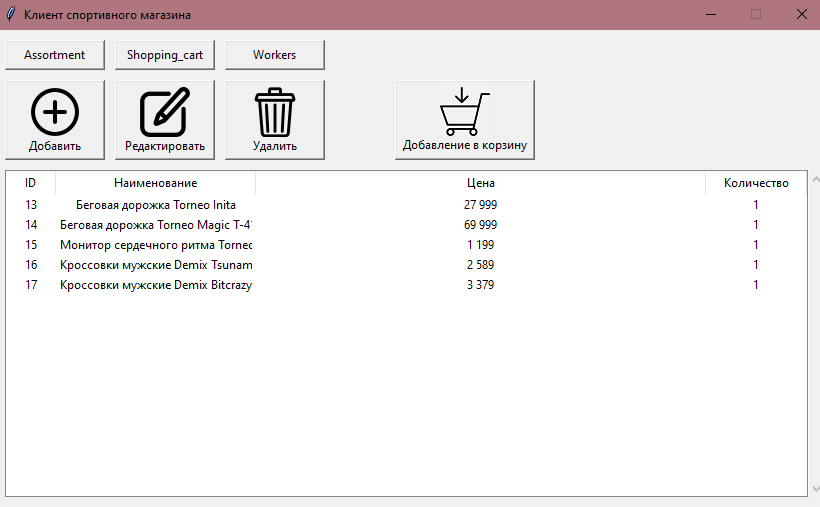 Клиент спортивного магазина
Assortment Shopping_cart Workers
Добавить Редактировать Удалить Добавление в корзину
ID Наименование Цена Количество
13 Беговая дорожка Torneo Inita 27 999 1
14 Беговая дорожка Torneo Magic T-4 69 999 1
15 Монитор сердечного ритма Torneo 1 199 1
16 Кроссовки мужские Demix Tsunam 2 589 1
17 Кроссовки мужские Demix Bitcrazy 3 379 1